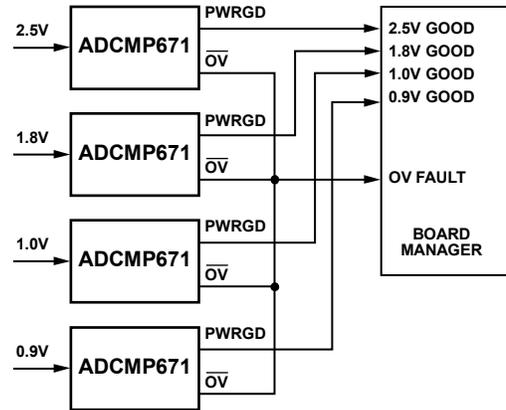 2.5V
ADCMP671
PWRGD
OV
1.8V
ADCMP671
PWRGD
OV
1.0V
ADCMP671
PWRGD
OV
0.9V
ADCMP671
PWRGD
OV
2.5V GOOD
1.8V GOOD
1.0V GOOD
0.9V GOOD
OV FAULT
BOARD
MANAGER